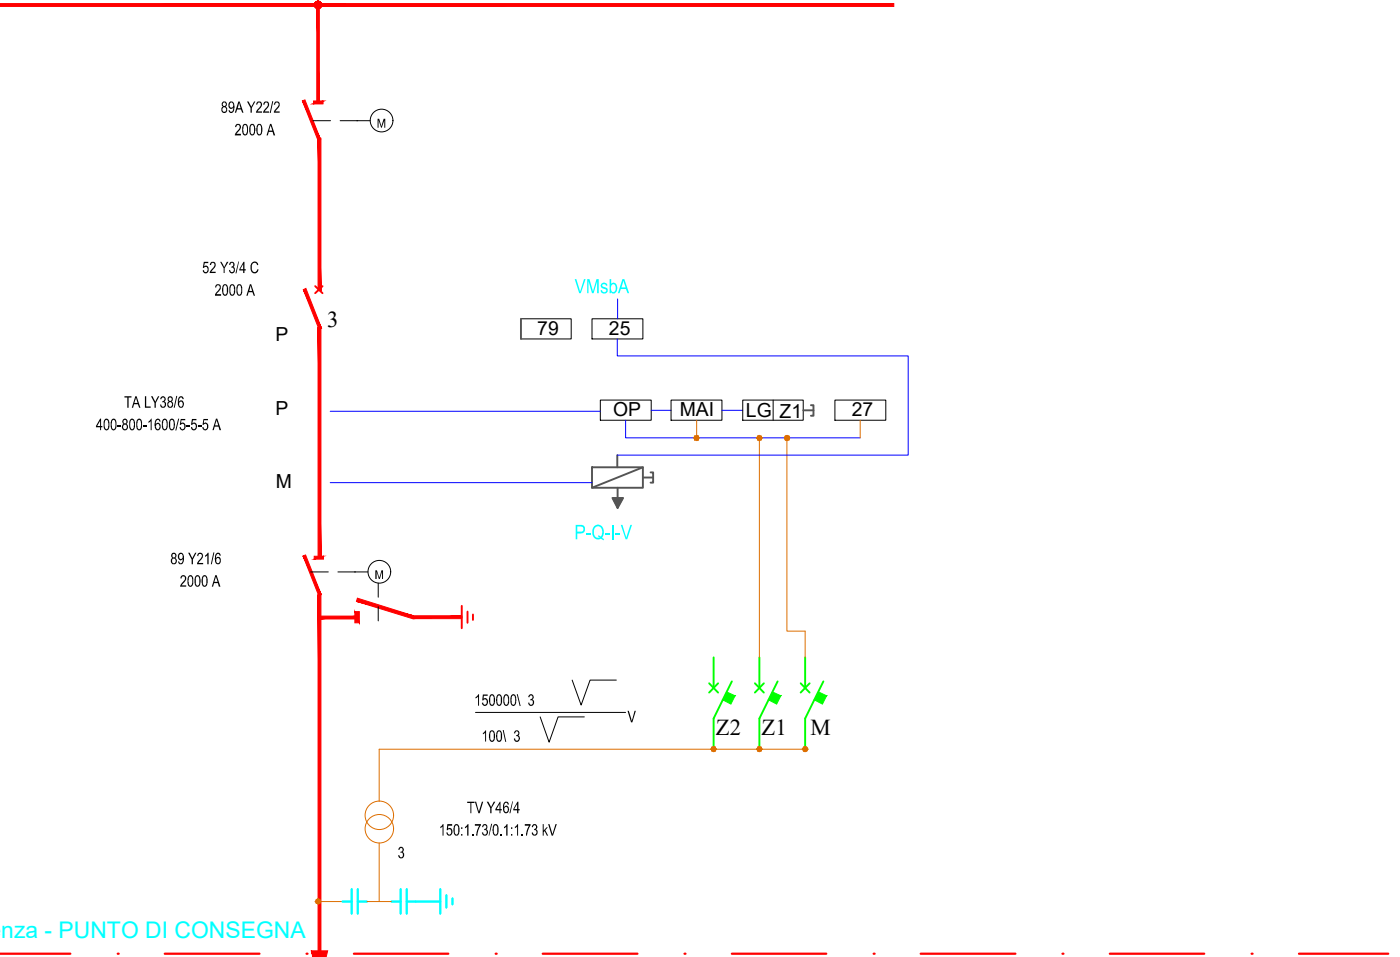 89A Y22/2
2000 A
M
52 Y3/4 C
2000 A
3
P
VMsbA
79
25
TA LY38/6
400-800-1600/5-5-5 A
P
OP
MAI
LG
Z1
27
M
P-Q-I-V
89 Y21/6
2000 A
M
150000\ 3
V
100\ 3
Z2
Z1
M
TV Y46/4
150:1.73/0.1:1.73 kV
3
nza - PUNTO DI CONSEGNA